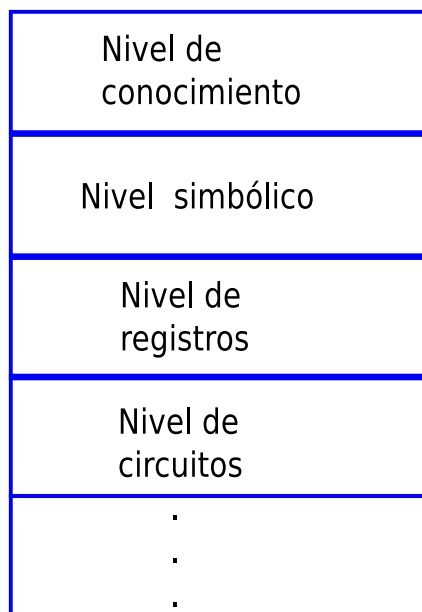 Nivel de
conocimiento
Nivel simbólico
Nivel de
registros
Nivel de
circuitos
.
.
.